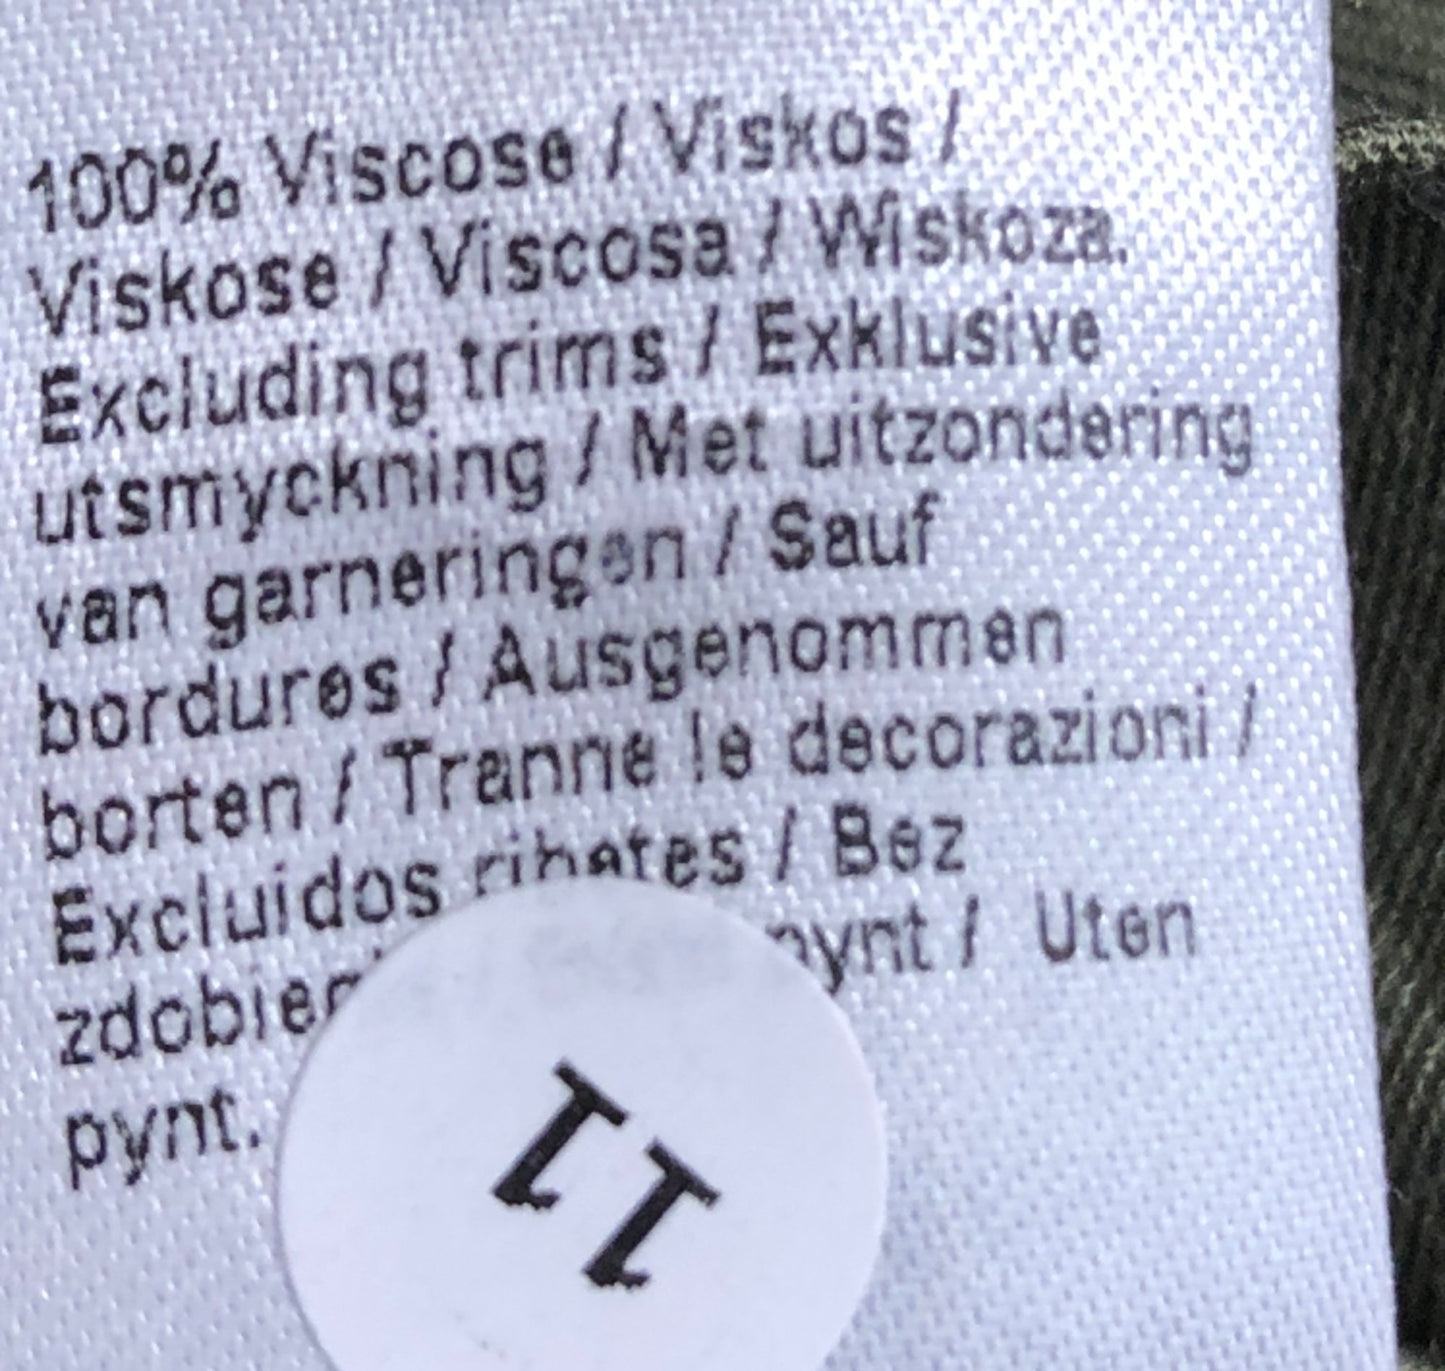 100% Viscose / Viskos /
Viskose / Viscosa / Wiskoza.
Excluding trims / Exklusive
utsmyckning / Met uitzondering
van garneringen / Sauf
bordures / Ausgenommen
borten / Tranne le decorazioni /
Excluidos ribetes / Bez
pynt / Uten
pynt.
11